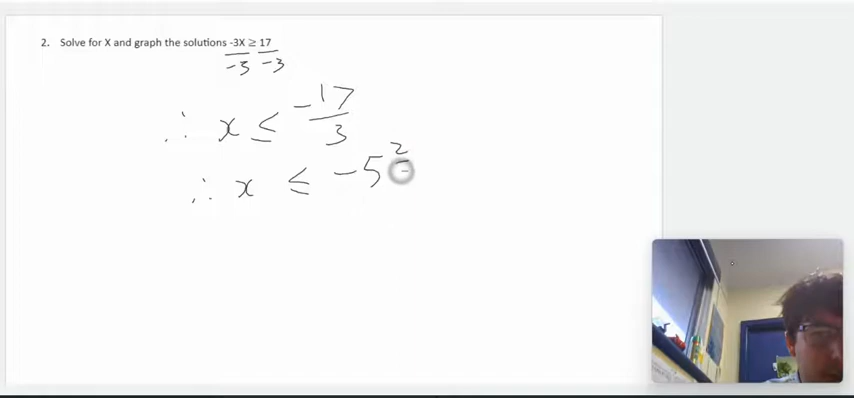 2. Solve for X and graph the solutions -3X ≥ 17
-3 -3
∴ x ≤ -17/3
∴ x ≤ -5 2